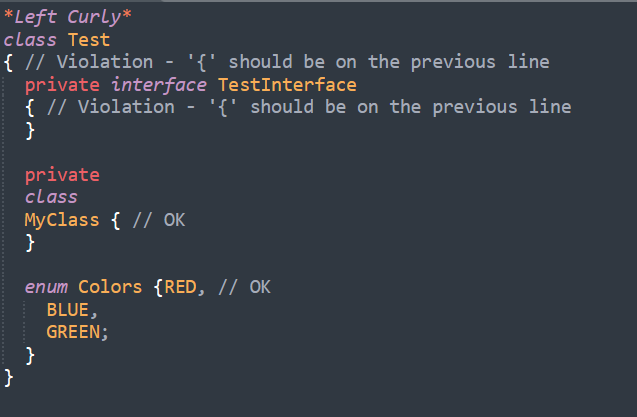 *Left Curly*
class Test
{ // Violation - '{' should be on the previous line
  private interface TestInterface
  { // Violation - '{' should be on the previous line
  }

  private
  class
  MyClass { // OK
  }

  enum Colors {RED, // OK
    BLUE,
    GREEN;
  }
}